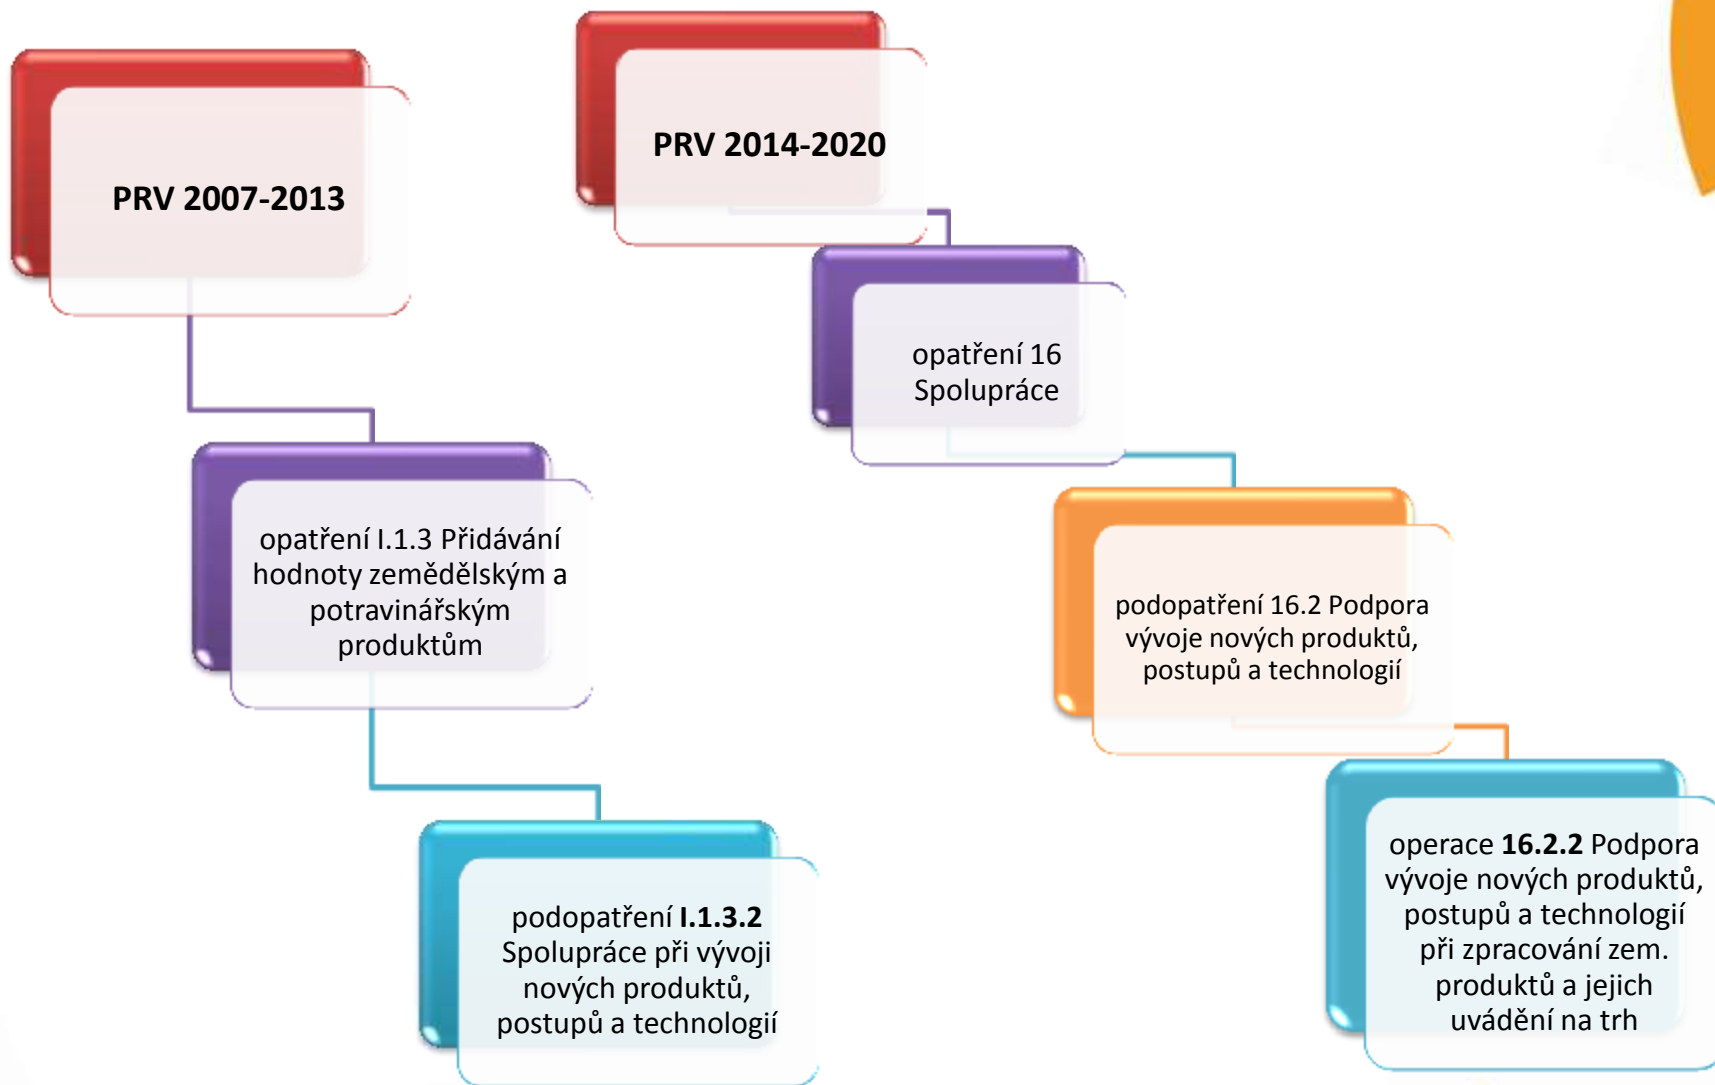 PRV 2007-2013
opatření I.1.3 Přidávání
hodnoty zemědělským a
potravinářským
produktům
podopatření I.1.3.2
Spolupráce při vývoji
nových produktů,
postupů a technologií
PRV 2014-2020
opatření 16
Spolupráce
podopatření 16.2 Podpora
vývoje nových produktů,
postupů a technologií
operace 16.2.2 Podpora
vývoje nových produktů,
postupů a technologií
při zpracování zem.
produktů a jejich
uvádění na trh